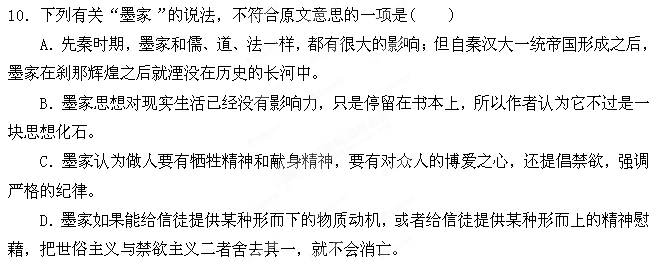 10．下列有关“墨家 ”的说法，不符合原文意思的一项是(　　)
A．先秦时期，墨家和儒、道、法一样，都有很大的影响；但自秦汉大一统帝国形成之后，
墨家在刹那辉煌之后就湮没在历史的长河中。
B．墨家思想对现实生活已经没有影响力，只是停留在书本上，所以作者认为它不过是一
块思想化石。
C．墨家认为做人要有牺牲精神和献身精神，要有对众人的博爱之心，还提倡禁欲，强调
严格的纪律。
D．墨家如果能给信徒提供某种形而下的物质动机，或者给信徒提供某种形而上的精神慰
藉，把世俗主义与禁欲主义二者舍去其一，就不会消亡。